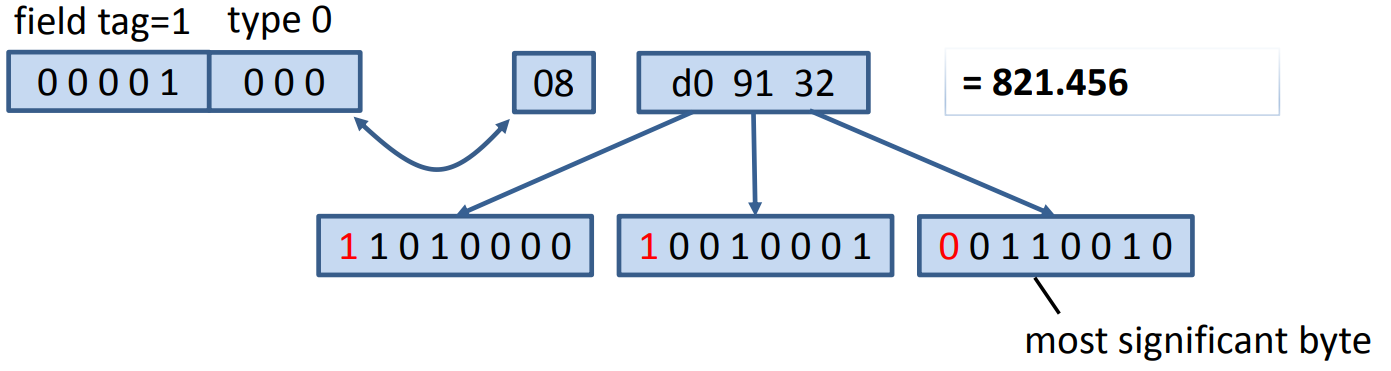 field tag=1 type 0
0 0 0 0 1 0 0 0 08 d0 91 32 = 821.456
1 1 0 1 0 0 0 0 1 0 0 1 0 0 0 1 0 0 1 1 0 0 1 0
most significant byte